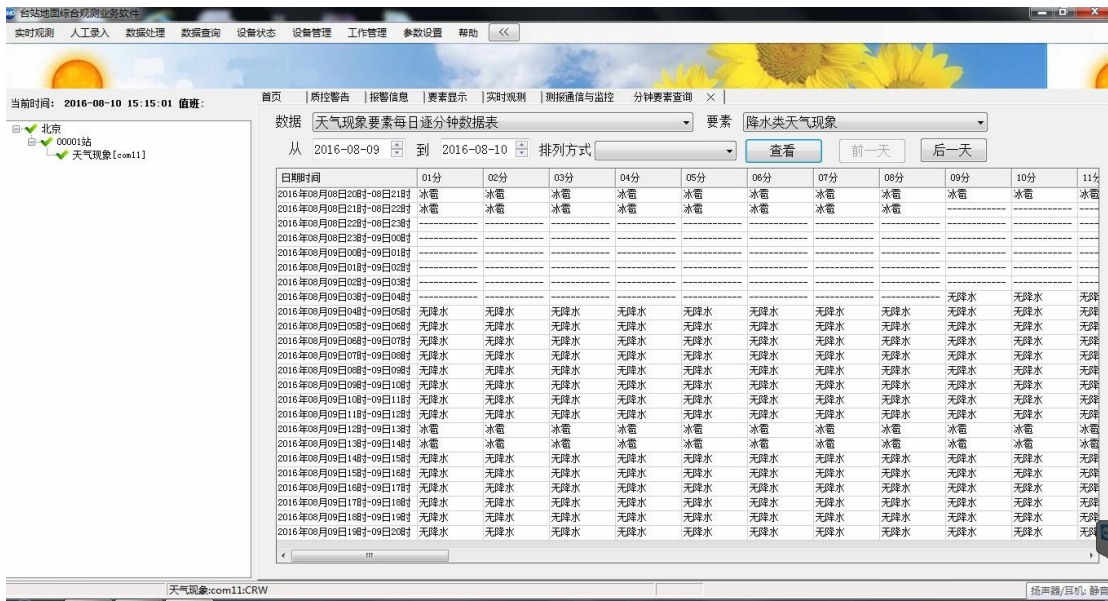 台站地面综合观测业务软件
实时观测 人工录入 数据处理 数据查询 设备状态 设备管理 工作管理 参数设置 帮助 <<
当前时间: 2016-08-10 15:15:01 值班:
首页 质控警告 报警信息 要素显示 实时观测 测报通信与监控 分钟要素查询 ×
北京
00001站
天气现象[com11]
数据 天气现象要素每日逐分钟数据表 要素 降水类天气现象
从 2016-08-09 到 2016-08-10 排列方式 查看 前一天 后一天
日期时间 01分 02分 03分 04分 05分 06分 07分 08分 09分 10分 11分
2016年08月08日20时-08日21时 冰雹 冰雹 冰雹 冰雹 冰雹 冰雹 冰雹 冰雹 冰雹 冰雹 冰雹
2016年08月08日21时-08日22时 冰雹 冰雹 冰雹 冰雹 冰雹 冰雹 冰雹 冰雹 ------------ ------------ ----
2016年08月08日22时-08日23时 ------------ ------------ ------------ ------------ ------------ ------------ ------------ ------------ ------------ ------------ ----
2016年08月08日23时-09日00时 ------------ ------------ ------------ ------------ ------------ ------------ ------------ ------------ ------------ ------------ ----
2016年08月09日00时-09日01时 ------------ ------------ ------------ ------------ ------------ ------------ ------------ ------------ ------------ ------------ ----
2016年08月09日01时-09日02时 ------------ ------------ ------------ ------------ ------------ ------------ ------------ ------------ ------------ ------------ ----
2016年08月09日02时-09日03时 ------------ ------------ ------------ ------------ ------------ ------------ ------------ ------------ ------------ ------------ ----
2016年08月09日03时-09日04时 ------------ ------------ ------------ ------------ ------------ ------------ ------------ ------------ 无降水 无降水 无降
2016年08月09日04时-09日05时 无降水 无降水 无降水 无降水 无降水 无降水 无降水 无降水 无降水 无降水 无降
2016年08月09日05时-09日06时 无降水 无降水 无降水 无降水 无降水 无降水 无降水 无降水 无降水 无降水 无降
2016年08月09日06时-09日07时 无降水 无降水 无降水 无降水 无降水 无降水 无降水 无降水 无降水 无降水 无降
2016年08月09日07时-09日08时 无降水 无降水 无降水 无降水 无降水 无降水 无降水 无降水 无降水 无降水 无降
2016年08月09日08时-09日09时 无降水 无降水 无降水 无降水 无降水 无降水 无降水 无降水 无降水 无降水 无降
2016年08月09日09时-09日10时 无降水 无降水 无降水 无降水 无降水 无降水 无降水 无降水 无降水 无降水 无降
2016年08月09日10时-09日11时 无降水 无降水 无降水 无降水 无降水 无降水 无降水 无降水 无降水 无降水 无降
2016年08月09日11时-09日12时 无降水 无降水 无降水 无降水 无降水 无降水 无降水 无降水 无降水 无降水 无降
2016年08月09日12时-09日13时 冰雹 冰雹 冰雹 冰雹 冰雹 冰雹 冰雹 冰雹 冰雹 冰雹 冰雹
2016年08月09日13时-09日14时 冰雹 冰雹 冰雹 冰雹 冰雹 冰雹 冰雹 冰雹 冰雹 冰雹 冰雹
2016年08月09日14时-09日15时 无降水 无降水 无降水 无降水 无降水 无降水 无降水 无降水 无降水 无降水 无降
2016年08月09日15时-09日16时 无降水 无降水 无降水 无降水 无降水 无降水 无降水 无降水 无降水 无降水 无降
2016年08月09日16时-09日17时 无降水 无降水 无降水 无降水 无降水 无降水 无降水 无降水 无降水 无降水 无降
2016年08月09日17时-09日18时 无降水 无降水 无降水 无降水 无降水 无降水 无降水 无降水 无降水 无降水 无降
2016年08月09日18时-09日19时 无降水 无降水 无降水 无降水 无降水 无降水 无降水 无降水 无降水 无降水 无降
2016年08月09日19时-09日20时 无降水 无降水 无降水 无降水 无降水 无降水 无降水 无降水 无降水 无降水 无降
天气现象:com11:CRW
扬声器/耳机: 静音